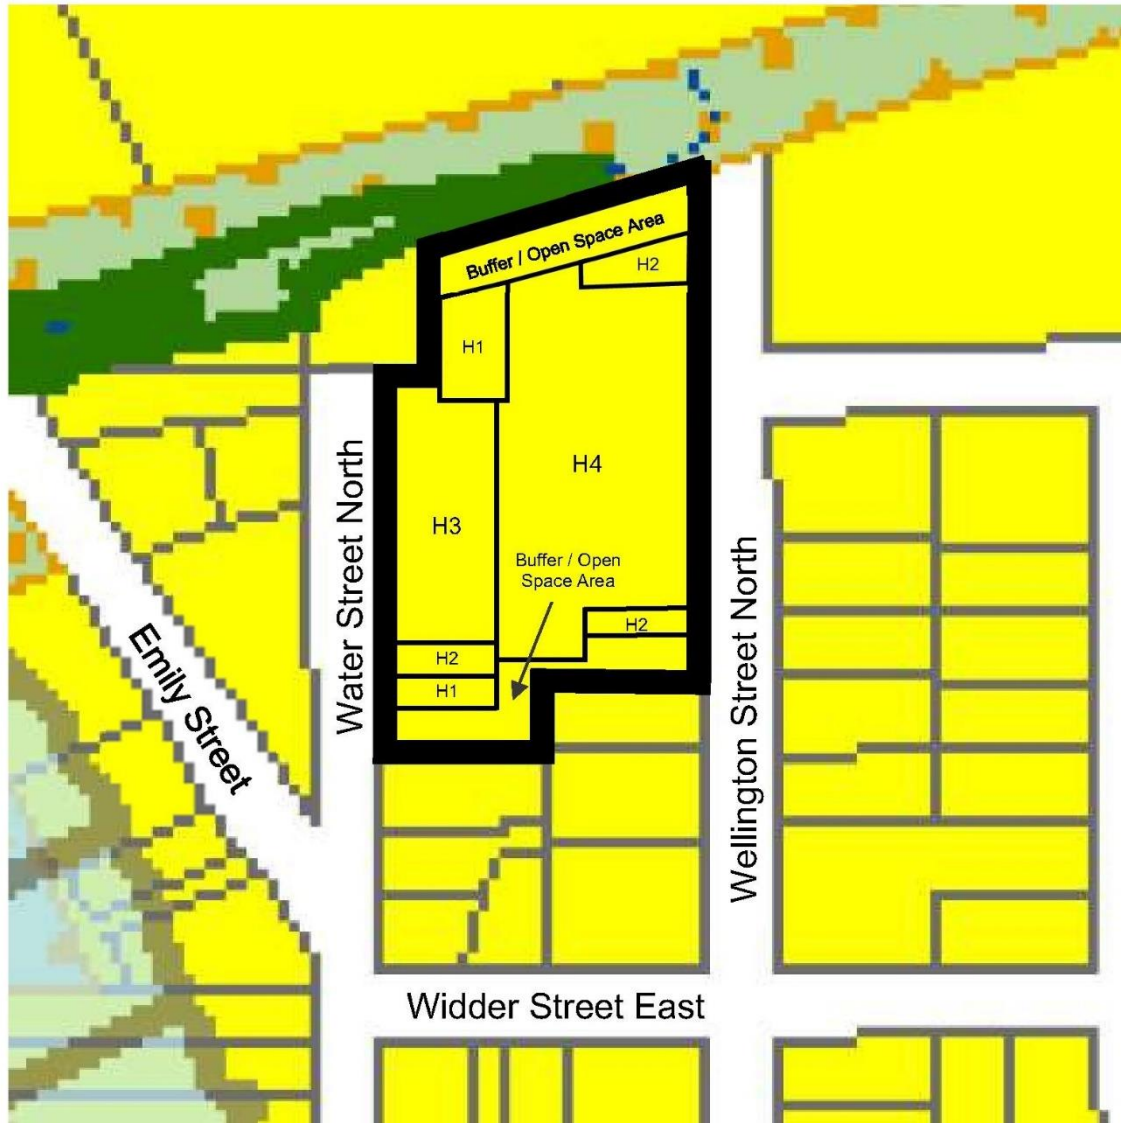 Buffer / Open Space Area
H2
H1
H4
H3
Buffer / Open
Space Area
H2
H2
H1
Water Street North
Emily Street
Wellington Street North
Widder Street East